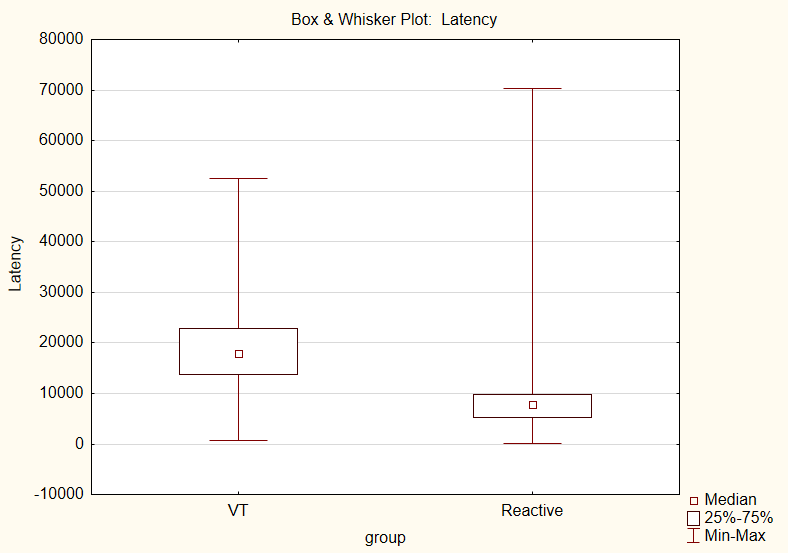 Box & Whisker Plot: Latency
80000
70000
60000
50000
40000
30000
20000
10000
0
-10000
Latency
VT Reactive
group
Median
25%-75%
Min-Max